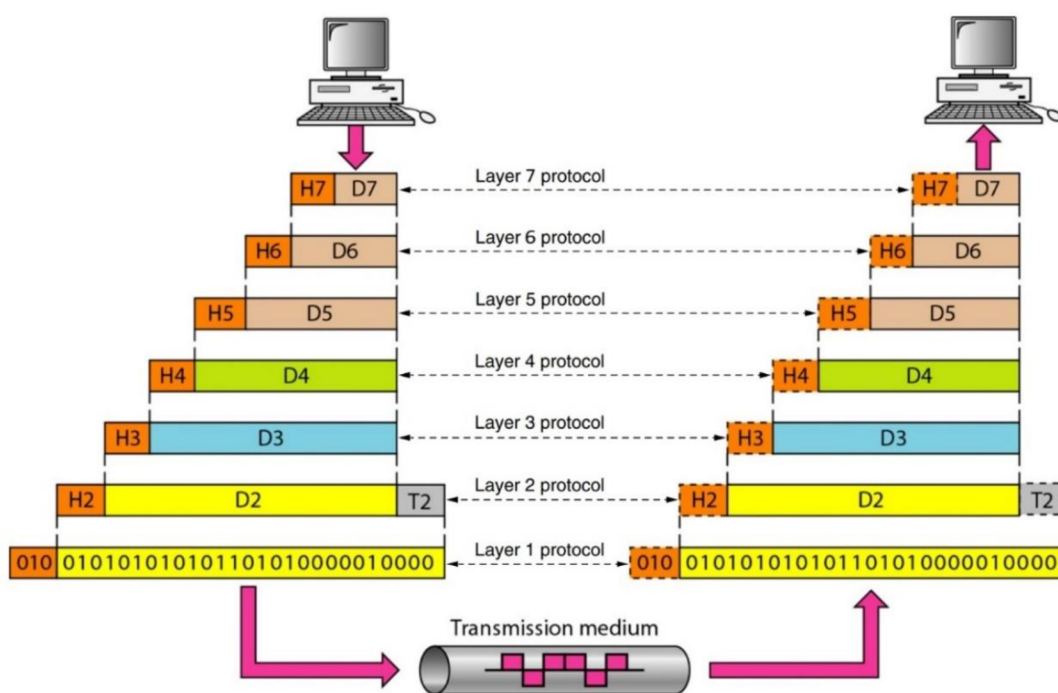 H7 D7 Layer 7 protocol H7 D7
H6 D6 Layer 6 protocol H6 D6
H5 D5 Layer 5 protocol H5 D5
H4 D4 Layer 4 protocol H4 D4
H3 D3 Layer 3 protocol H3 D3
H2 D2 T2 Layer 2 protocol H2 D2 T2
010 010101010101101010000010000 Layer 1 protocol 010 010101010101101010000010000
Transmission medium